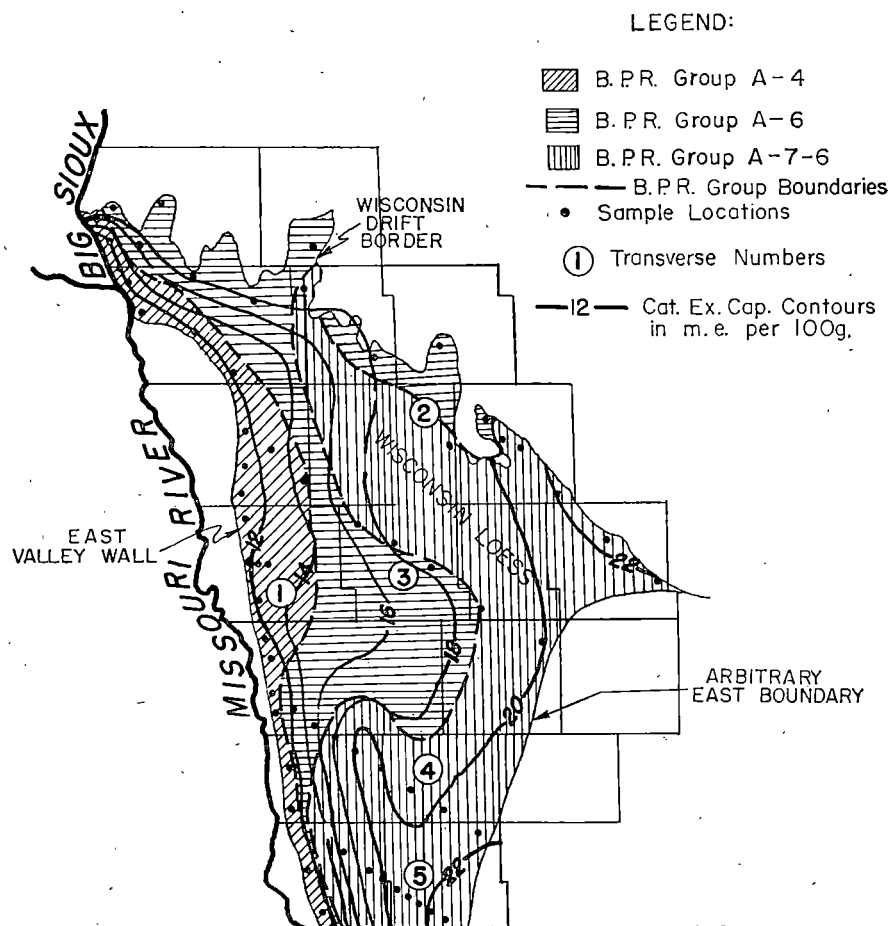 LEGEND:
B.P.R. Group A-4
B.P.R. Group A-6
B.P.R. Group A-7-6
B.P.R. Group Boundaries
Sample Locations
1 Transverse Numbers
12 Cat. Ex. Cap. Contours
in m.e. per 100g.
BIG SIOUX
WISCONSIN
DRIFT
BORDER
2
WISCONSIN LOESS
MISSOURI RIVER
EAST
VALLEY WALL
12
14
1
3
16
18
22
20
ARBITRARY
EAST BOUNDARY
4
5
22